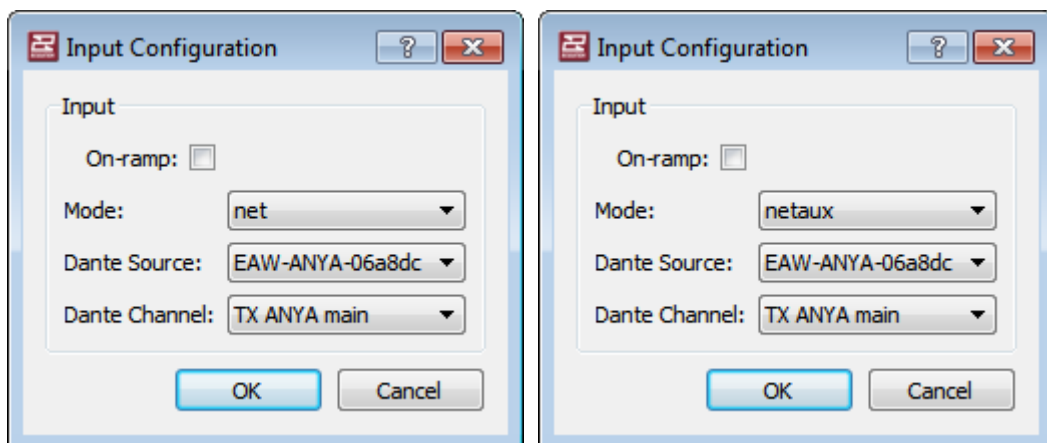 Input Configuration
Input
On-ramp:
Mode: net
Dante Source: EAW-ANYA-06a8dc
Dante Channel: TX ANYA main
OK Cancel
Input Configuration
Input
On-ramp:
Mode: netaux
Dante Source: EAW-ANYA-06a8dc
Dante Channel: TX ANYA main
OK Cancel